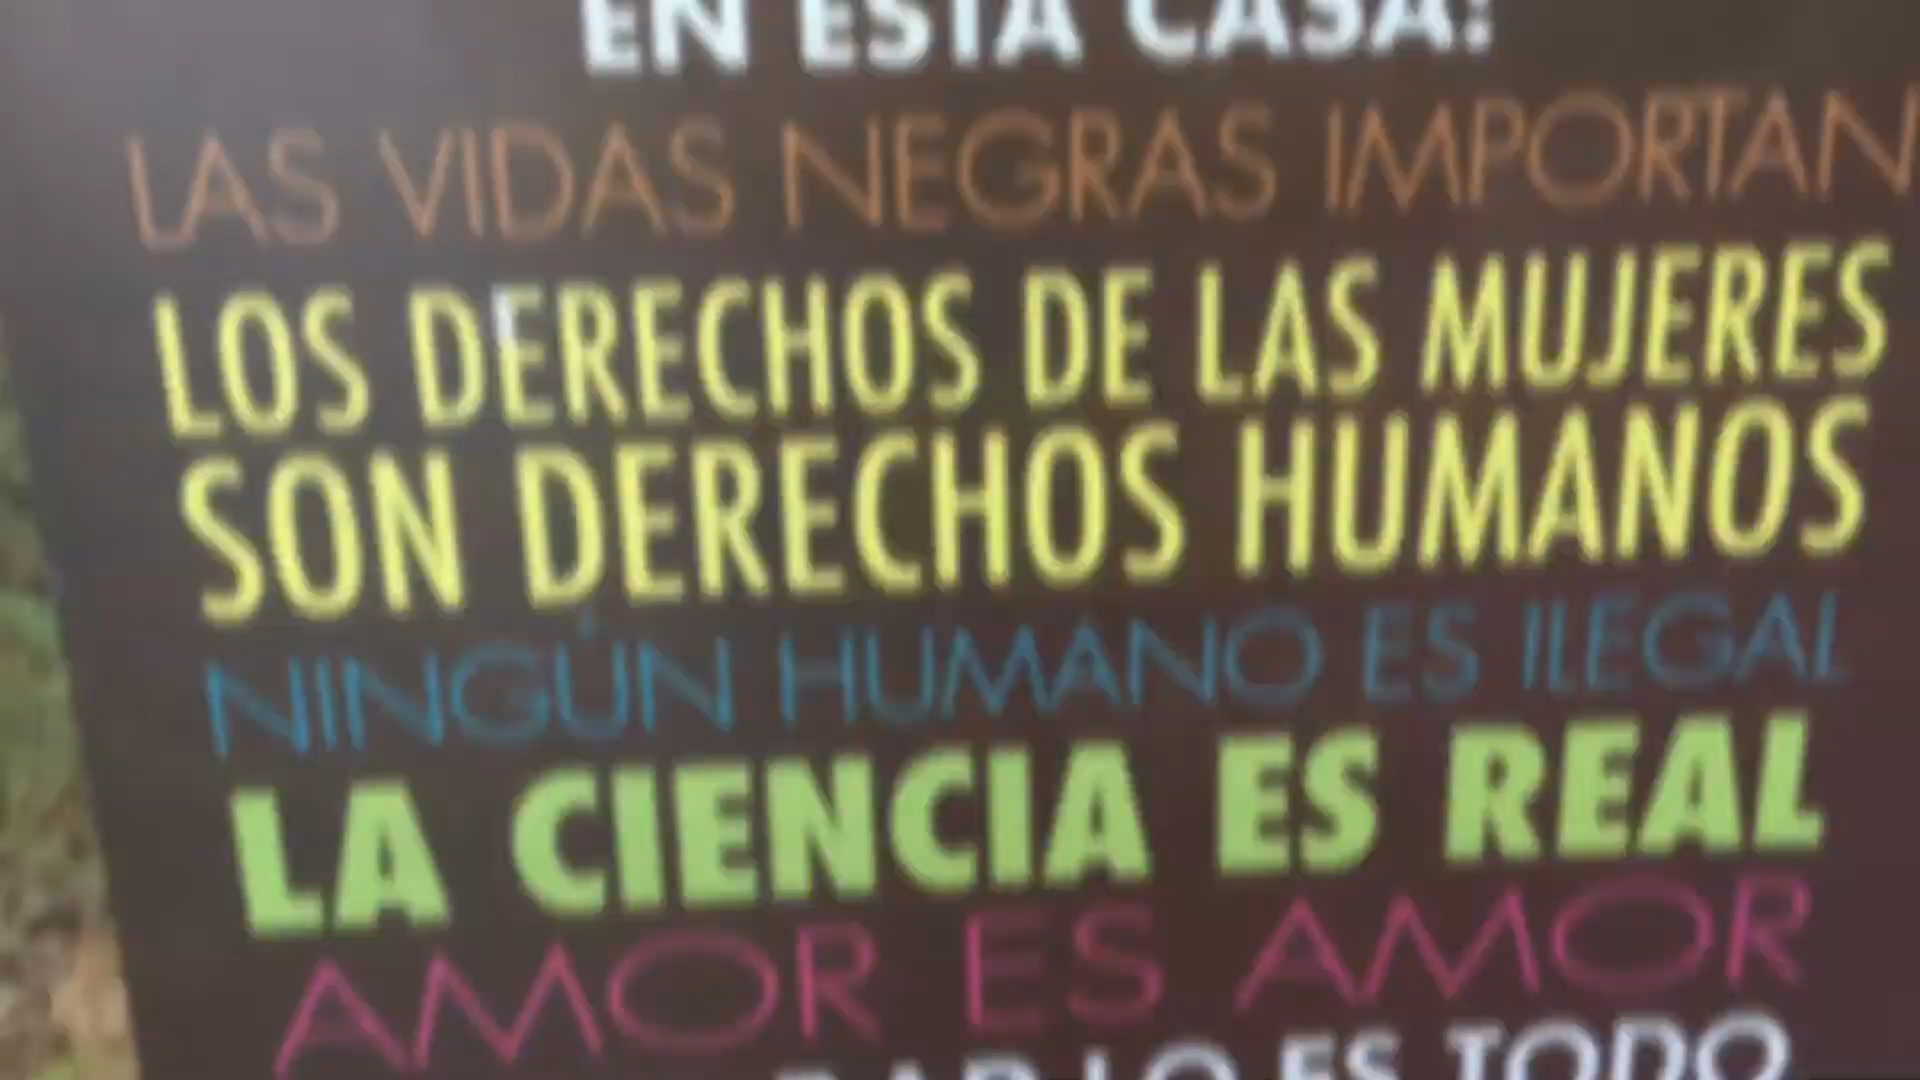 EN ESTA CASA:
LAS VIDAS NEGRAS IMPORTAN
LOS DERECHOS DE LAS MUJERES
SON DERECHOS HUMANOS
NINGÚN HUMANO ES ILEGAL
LA CIENCIA ES REAL
AMOR ES AMOR
ES TODO